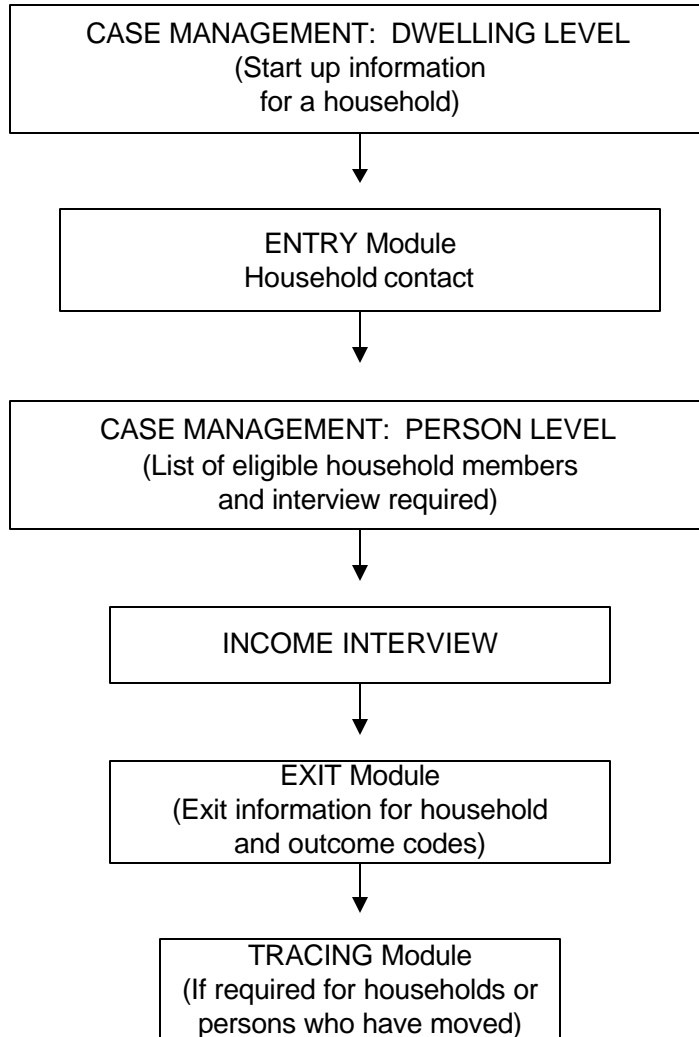 CASE MANAGEMENT: DWELLING LEVEL
(Start up information
for a household)
ENTRY Module
Household contact
CASE MANAGEMENT: PERSON LEVEL
(List of eligible household members
and interview required)
INCOME INTERVIEW
EXIT Module
(Exit information for household
and outcome codes)
TRACING Module
(If required for households or
persons who have moved)